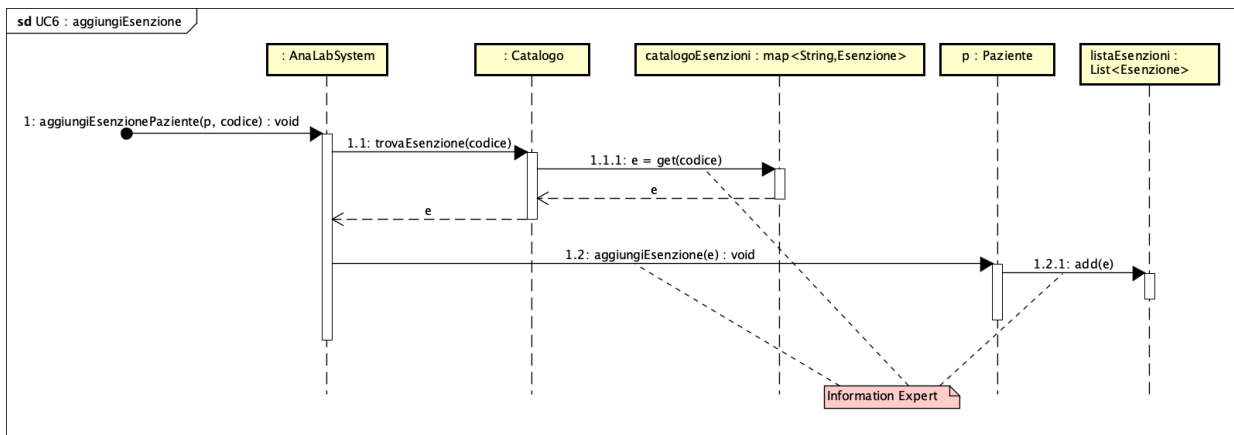 sd UC6 : aggiungiEsenzione
: AnaLabSystem
: Catalogo
catalogoEsenzioni : map<String,Esenzione>
p : Paziente
listaEsenzioni :
List<Esenzione>
1: aggiungiEsenzionePaziente(p, codice) : void
1.1: trovaEsenzione(codice)
1.1.1: e = get(codice)
e
e
1.2: aggiungiEsenzione(e) : void
1.2.1: add(e)
Information Expert